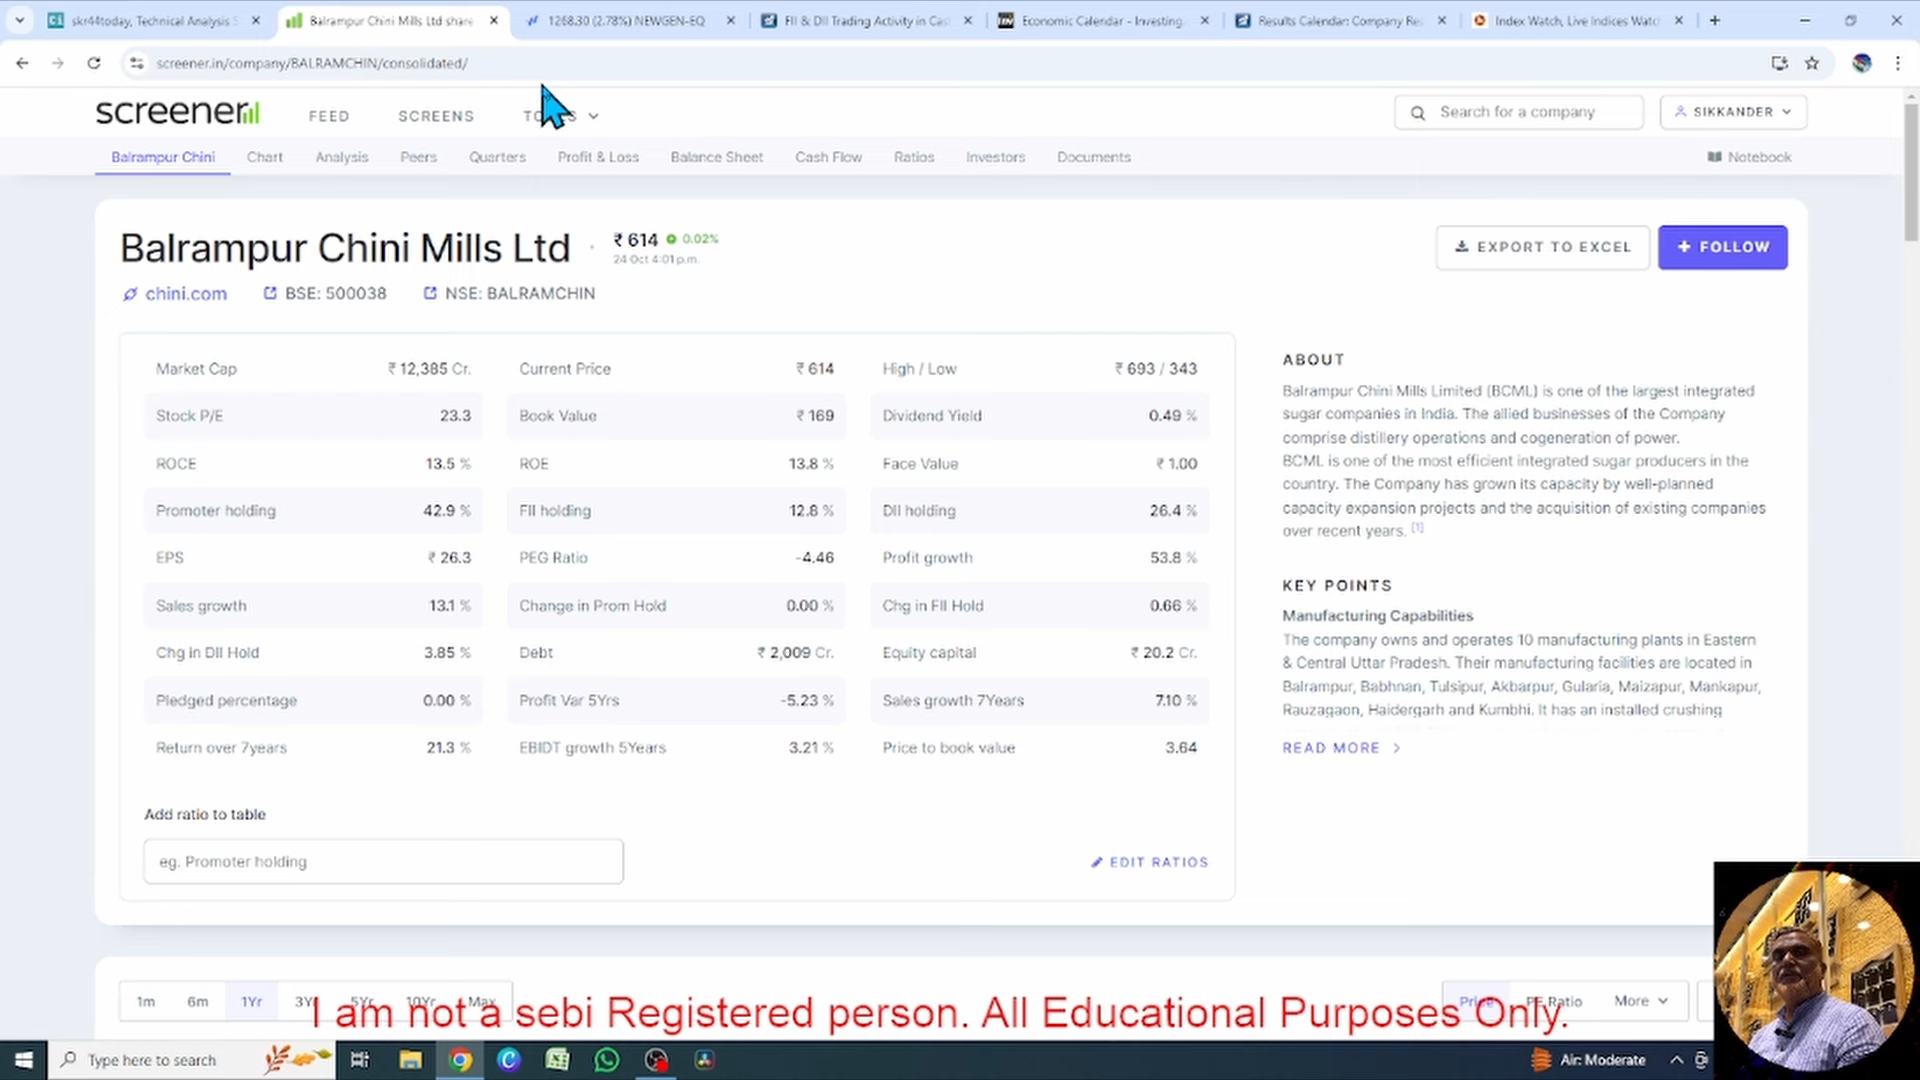 skr44today, Technical Analysis S
Balrampur Chini Mills Ltd share
1268.30 (2.78%) NEWGEN-EQ
FII & DII Trading Activity in Cas
Economic Calendar - Investing.
Results Calendar: Company Res
Index Watch, Live Indices Watc
screener.in/company/BALRAMCHIN/consolidated/
screener
FEED
SCREENS
Search for a company
SIKKANDER
Balrampur Chini
Chart
Analysis
Peers
Quarters
Profit & Loss
Balance Sheet
Cash Flow
Ratios
Investors
Documents
Notebook
Balrampur Chini Mills Ltd
₹ 614 0.02%
24 Oct 4:01 p.m.
EXPORT TO EXCEL
+ FOLLOW
chini.com
BSE: 500038
NSE: BALRAMCHIN
Market Cap ₹ 12,385 Cr.
Current Price ₹ 614
High / Low ₹ 693 / 343
Stock P/E 23.3
Book Value ₹ 169
Dividend Yield 0.49 %
ROCE 13.5 %
ROE 13.8 %
Face Value ₹ 1.00
Promoter holding 42.9 %
FII holding 12.8 %
DII holding 26.4 %
EPS ₹ 26.3
PEG Ratio -4.46
Profit growth 53.8 %
Sales growth 13.1 %
Change in Prom Hold 0.00 %
Chg in FII Hold 0.66 %
Chg in DII Hold 3.85 %
Debt ₹ 2,009 Cr.
Equity capital ₹ 20.2 Cr.
Pledged percentage 0.00 %
Profit Var 5Yrs -5.23 %
Sales growth 7Years 7.10 %
Return over 7years 21.3 %
EBIDT growth 5Years 3.21 %
Price to book value 3.64
Add ratio to table
eg. Promoter holding
EDIT RATIOS
ABOUT
Balrampur Chini Mills Limited (BCML) is one of the largest integrated
sugar companies in India. The allied businesses of the Company
comprise distillery operations and cogeneration of power.
BCML is one of the most efficient integrated sugar producers in the
country. The Company has grown its capacity by well-planned
capacity expansion projects and the acquisition of existing companies
over recent years. [1]
KEY POINTS
Manufacturing Capabilities
The company owns and operates 10 manufacturing plants in Eastern
& Central Uttar Pradesh. Their manufacturing facilities are located in
Balrampur, Babhnan, Tulsipur, Akbarpur, Gularia, Maizapur, Mankapur,
Rauzagaon, Haidergarh and Kumbhi. It has an installed crushing
READ MORE
1m
6m
1Yr
3Yr
5Yr
10Yr
Max
Price
PE Ratio
More
I am not a sebi Registered person. All Educational Purposes Only.
Type here to search
Air: Moderate